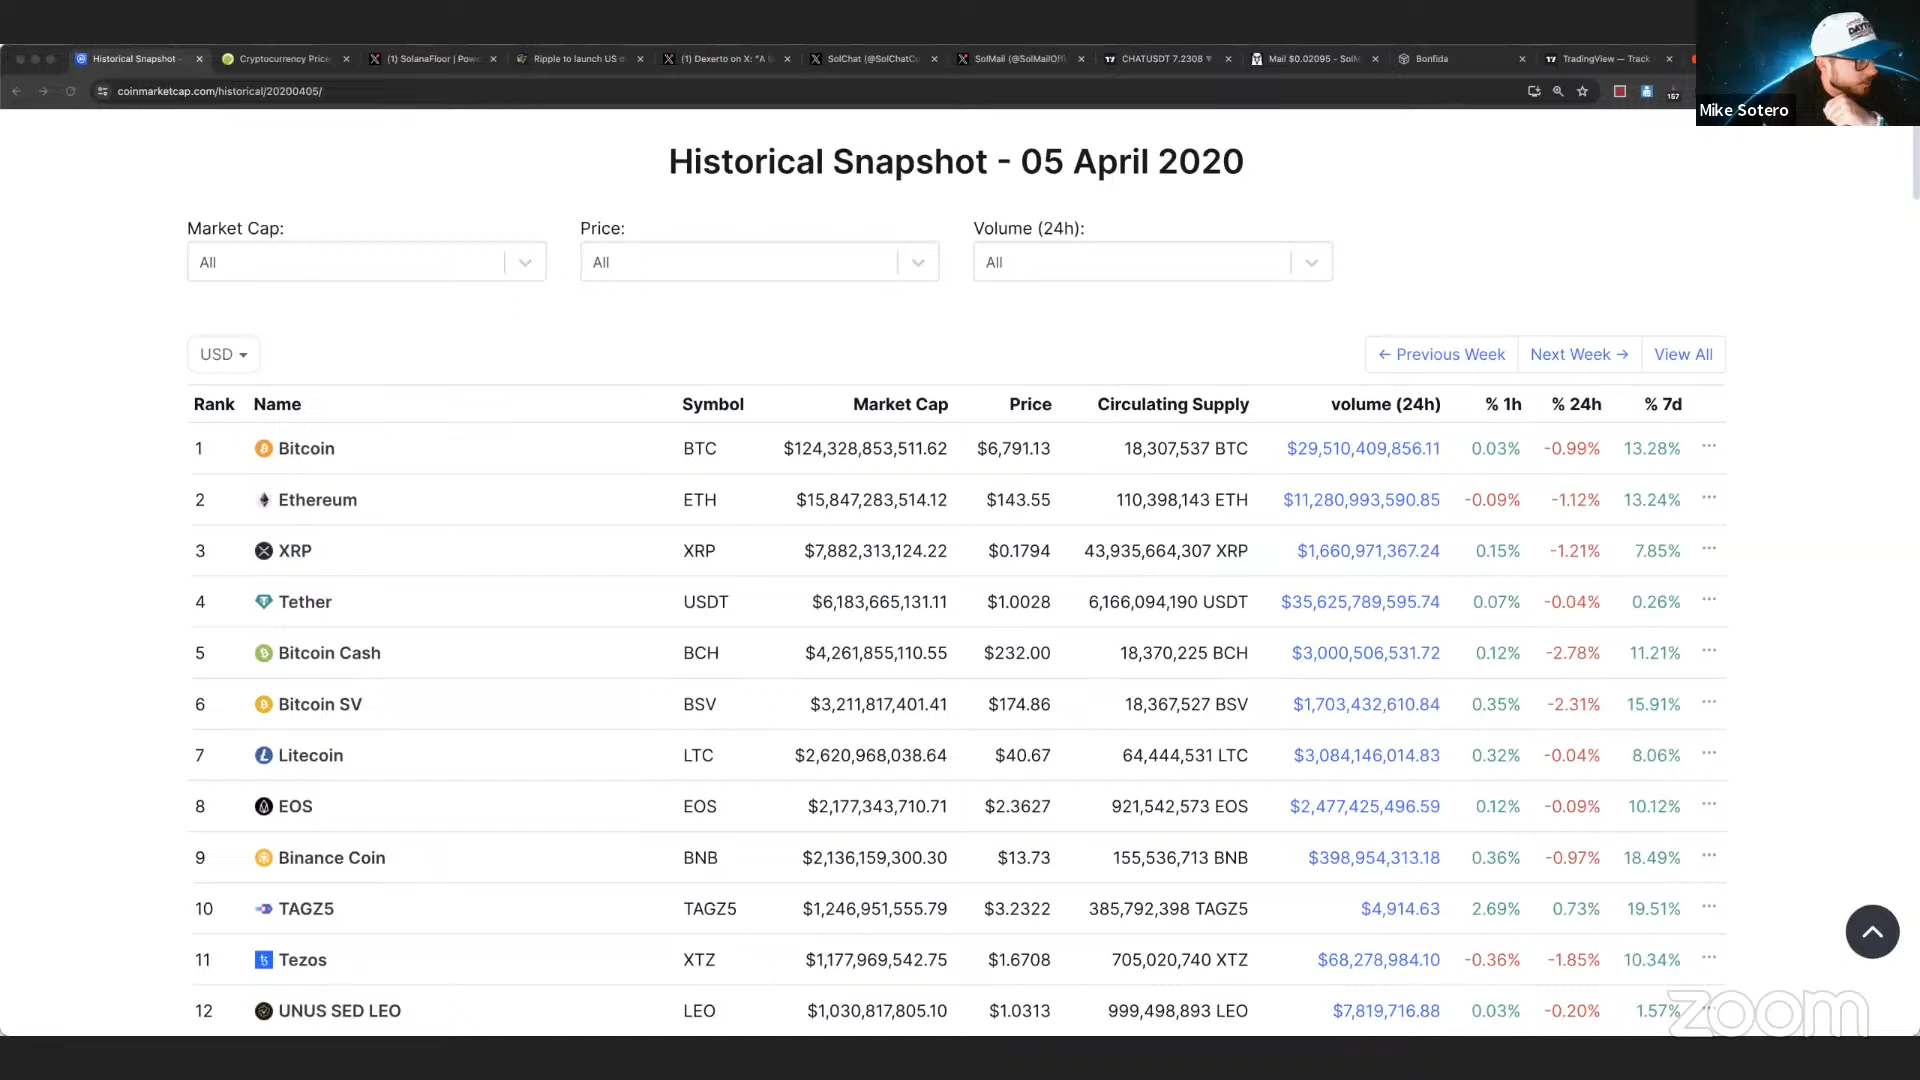 Historical Snapshot -
Cryptocurrency Price
(1) SolanaFloor | Powe
Ripple to launch US d
(1) Dexerto on X: "A
SolChat (@SolChatCo
SolMail (@SolMailOffi
CHATUSDT 7.2308 ▼
Mail $0.02095 - SolM
Bonfida
TradingView — Track
coinmarketcap.com/historical/20200405/
157
Mike Sotero
Historical Snapshot - 05 April 2020
Market Cap: Price: Volume (24h):
All All All
USD ← Previous Week Next Week → View All
Rank Name Symbol Market Cap Price Circulating Supply volume (24h) % 1h % 24h % 7d
1 Bitcoin BTC $124,328,853,511.62 $6,791.13 18,307,537 BTC $29,510,409,856.11 0.03% -0.99% 13.28% ...
2 Ethereum ETH $15,847,283,514.12 $143.55 110,398,143 ETH $11,280,993,590.85 -0.09% -1.12% 13.24% ...
3 XRP XRP $7,882,313,124.22 $0.1794 43,935,664,307 XRP $1,660,971,367.24 0.15% -1.21% 7.85% ...
4 Tether USDT $6,183,665,131.11 $1.0028 6,166,094,190 USDT $35,625,789,595.74 0.07% -0.04% 0.26% ...
5 Bitcoin Cash BCH $4,261,855,110.55 $232.00 18,370,225 BCH $3,000,506,531.72 0.12% -2.78% 11.21% ...
6 Bitcoin SV BSV $3,211,817,401.41 $174.86 18,367,527 BSV $1,703,432,610.84 0.35% -2.31% 15.91% ...
7 Litecoin LTC $2,620,968,038.64 $40.67 64,444,531 LTC $3,084,146,014.83 0.32% -0.04% 8.06% ...
8 EOS EOS $2,177,343,710.71 $2.3627 921,542,573 EOS $2,477,425,496.59 0.12% -0.09% 10.12% ...
9 Binance Coin BNB $2,136,159,300.30 $13.73 155,536,713 BNB $398,954,313.18 0.36% -0.97% 18.49% ...
10 TAGZ5 TAGZ5 $1,246,951,555.79 $3.2322 385,792,398 TAGZ5 $4,914.63 2.69% 0.73% 19.51% ...
11 Tezos XTZ $1,177,969,542.75 $1.6708 705,020,740 XTZ $68,278,984.10 -0.36% -1.85% 10.34% ...
12 UNUS SED LEO LEO $1,030,817,805.10 $1.0313 999,498,893 LEO $7,819,716.88 0.03% -0.20% 1.57% ...
zoom